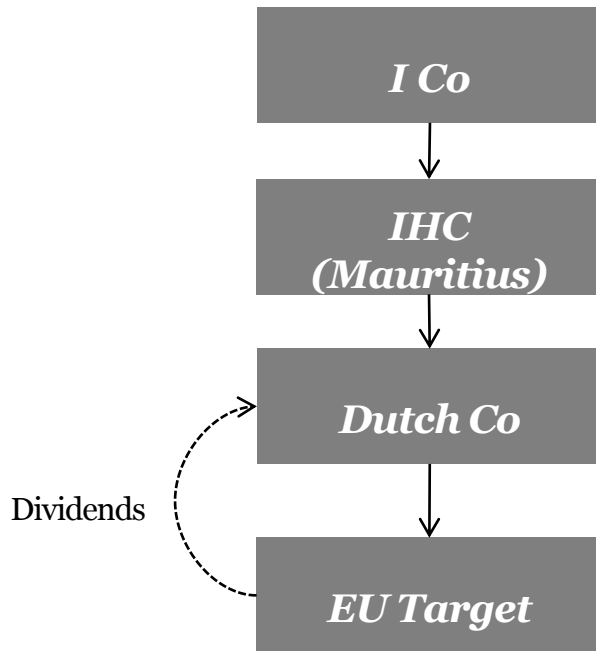 I Co
IHC
(Mauritius)
Dutch Co
Dividends
EU Target